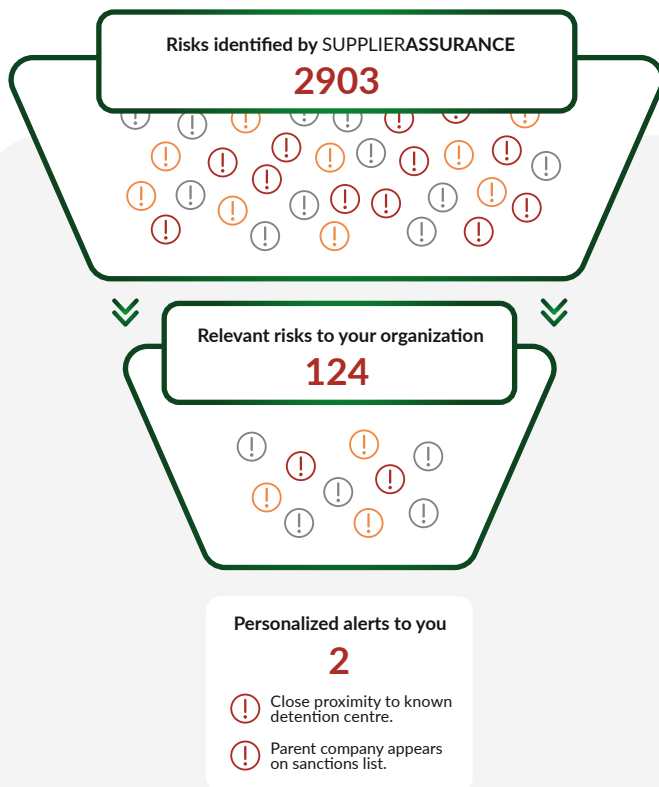 Risks identified by SUPPLIERASSURANCE
2903
Relevant risks to your organization
124
Personalized alerts to you
2
Close proximity to known
detention centre.
Parent company appears
on sanctions list.